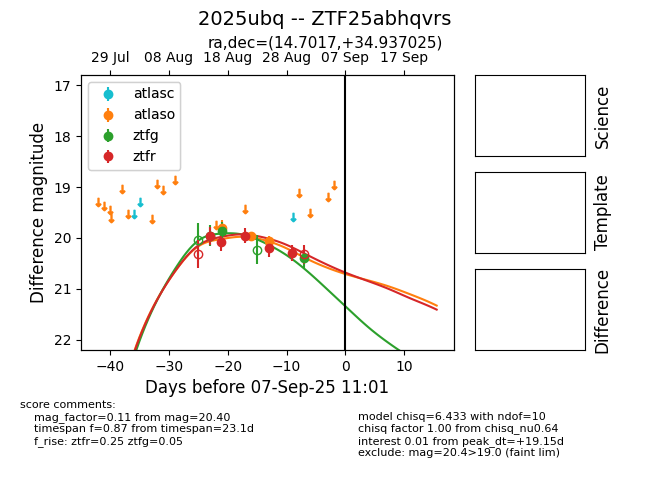 2025ubq -- ZTF25abhqvrs
ra,dec=(14.7017,+34.937025)
29 Jul 08 Aug 18 Aug 28 Aug 07 Sep 17 Sep
17
18
19
20
21
22
Difference magnitude
atlasc
atlaso
ztfg
ztfr
−40 −30 −20 −10 0 10
Days before 07-Sep-25 11:01
Science
Template
Difference
score comments:
mag_factor=0.11 from mag=20.40
timespan f=0.87 from timespan=23.1d
f_rise: ztfr=0.25 ztfg=0.05
model chisq=6.433 with ndof=10
chisq factor 1.00 from chisq_nu0.64
interest 0.01 from peak_dt=+19.15d
exclude: mag=20.4>19.0 (faint lim)